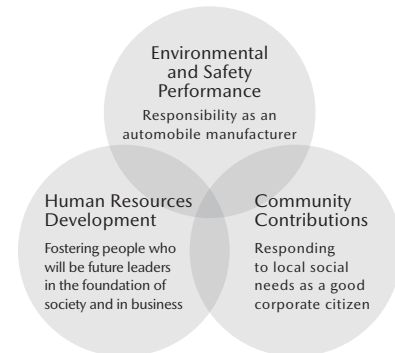 Environmental
and Safety
Performance
Responsibility as an
automobile manufacturer
Human Resources
Development
Fostering people who
will be future leaders
in the foundation of
society and in business
Community
Contributions
Responding
to local social
needs as a good
corporate citizen